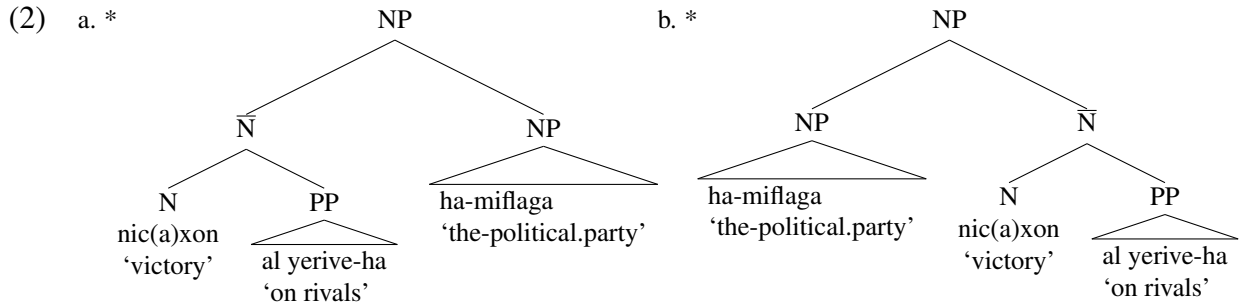 (2) a. * NP b. * NP
N̅ NP NP N̅
N PP ha-miflaga ha-miflaga N PP
nic(a)xon ‘the-political.party’ ‘the-political.party’ nic(a)xon
‘victory’ al yerive-ha ‘victory’ al yerive-ha
‘on rivals’ ‘on rivals’